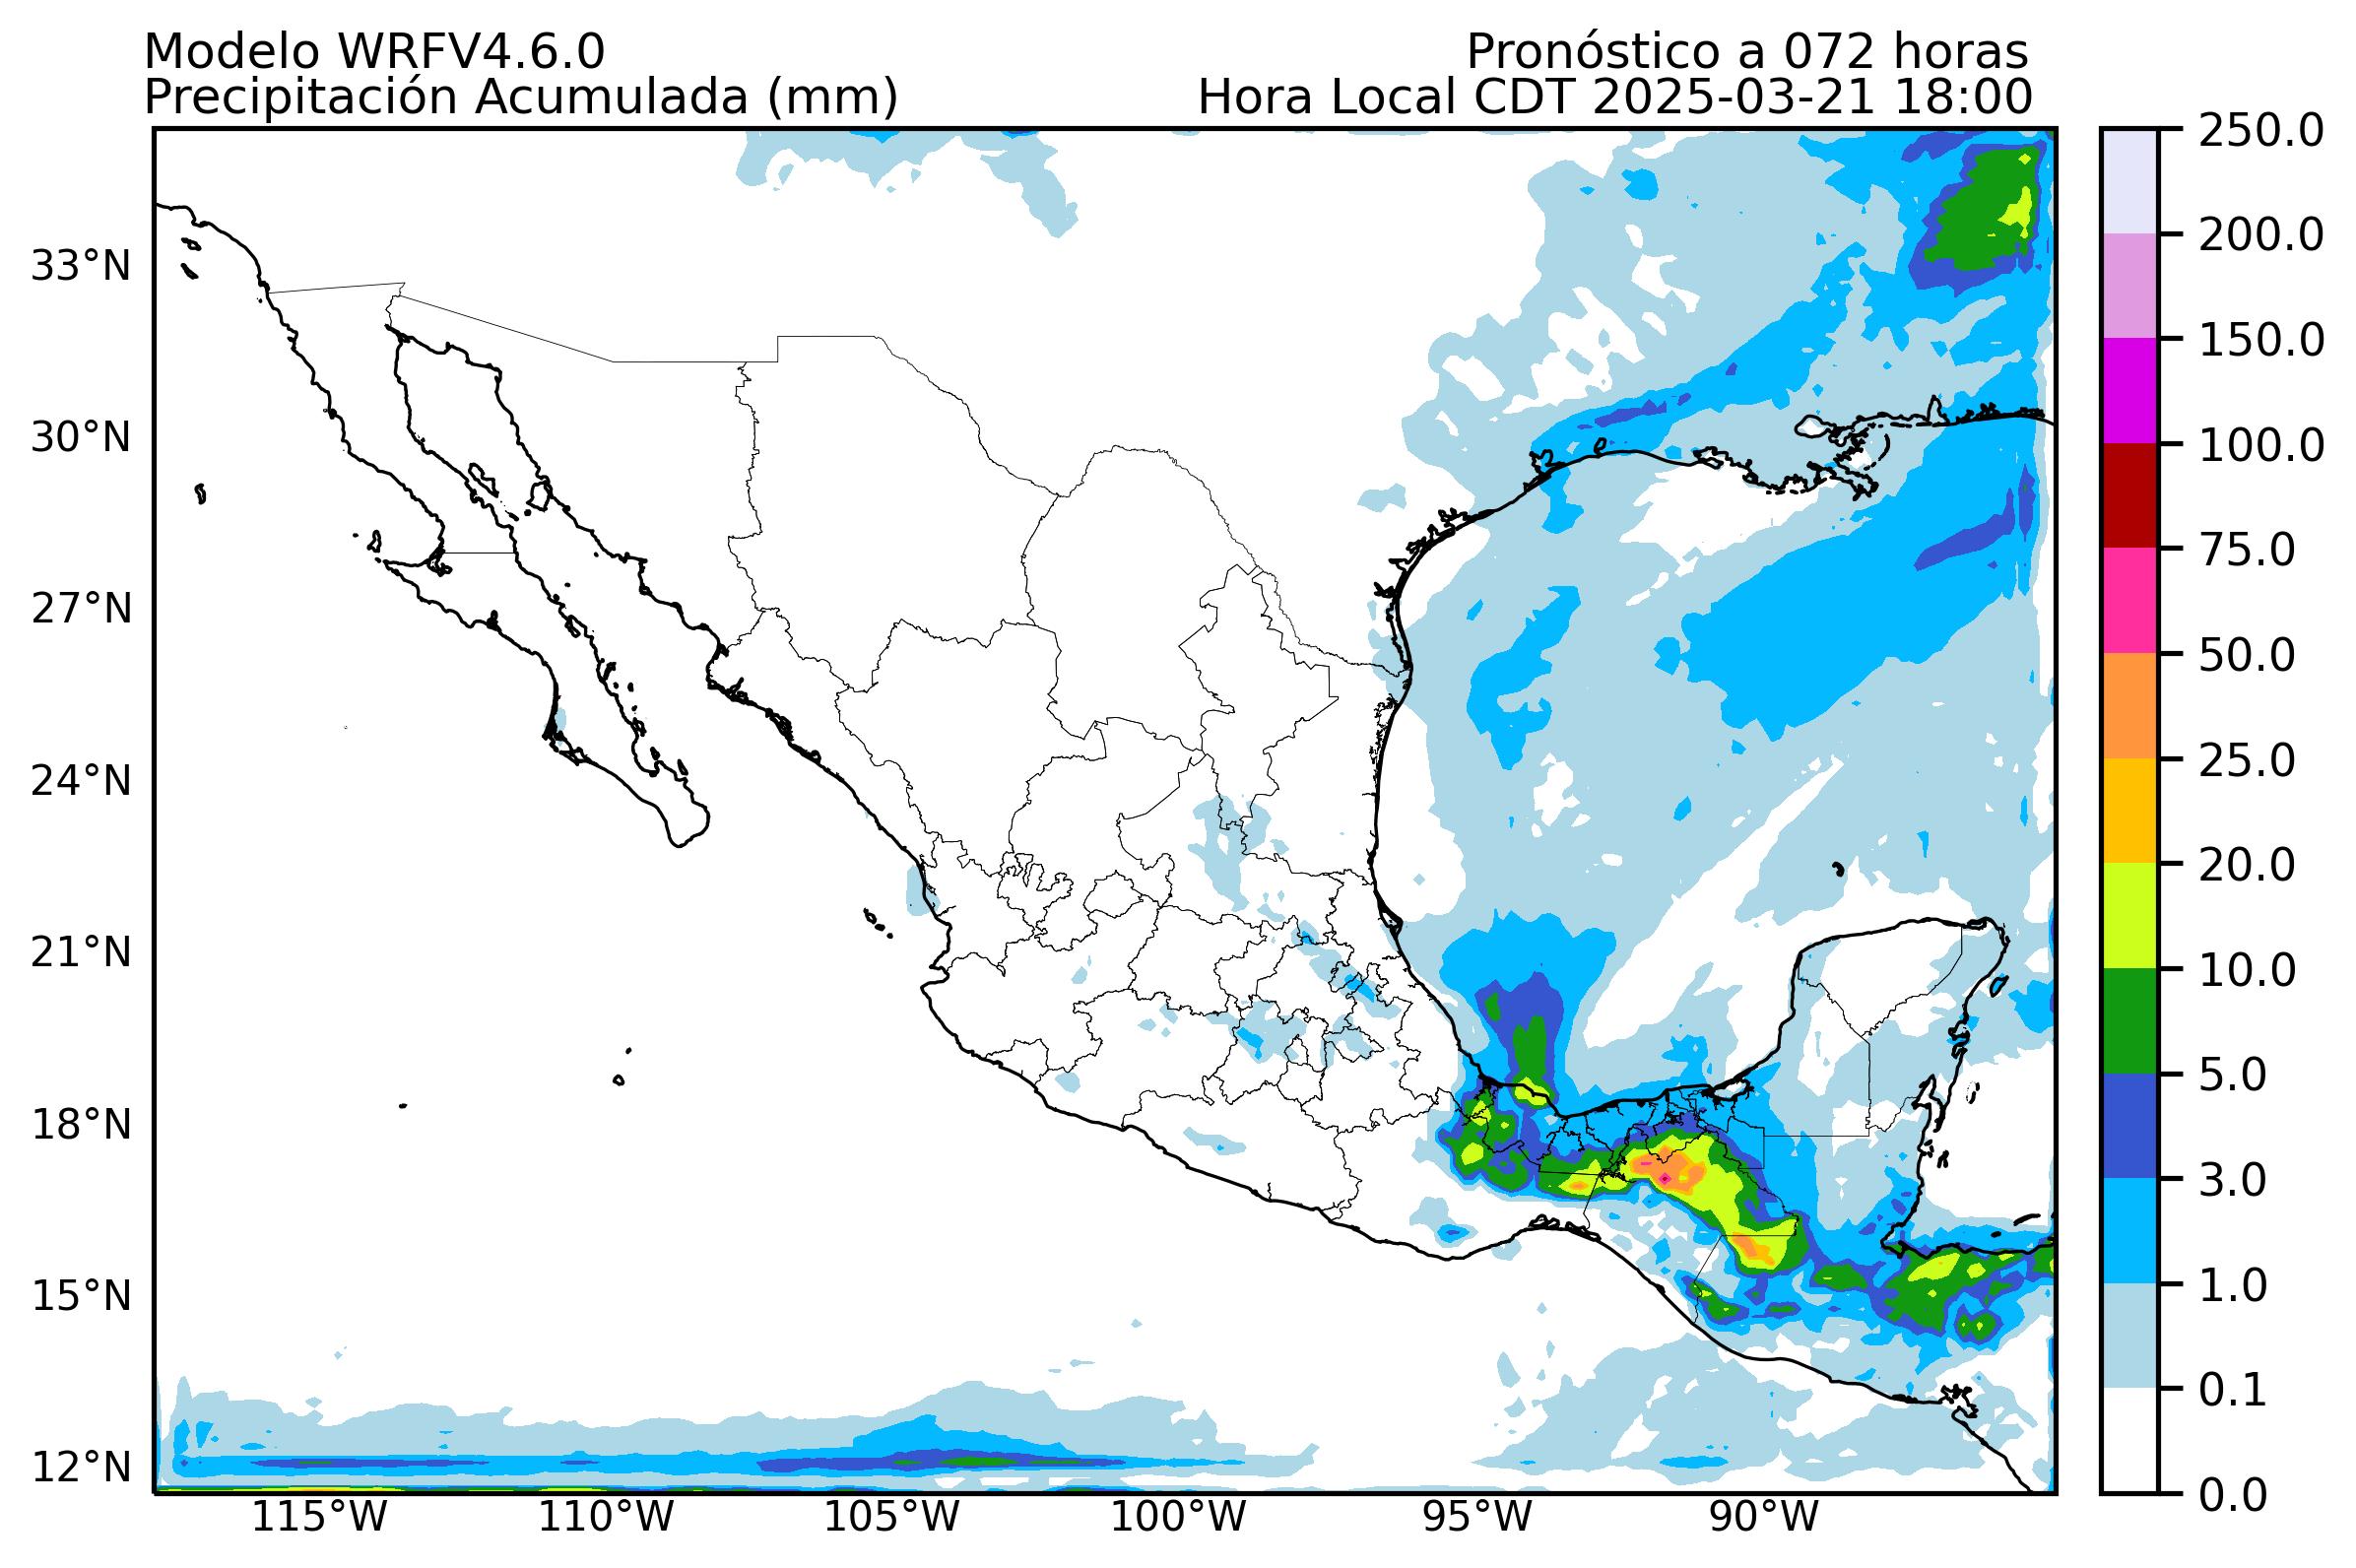 Modelo WRFV4.6.0
Pronóstico a 072 horas
Precipitación Acumulada (mm)
Hora Local CDT 2025-03-21 18:00
33°N
30°N
27°N
24°N
21°N
18°N
15°N
12°N
115°W
110°W
105°W
100°W
95°W
90°W
250.0
200.0
150.0
100.0
75.0
50.0
25.0
20.0
10.0
5.0
3.0
1.0
0.1
0.0